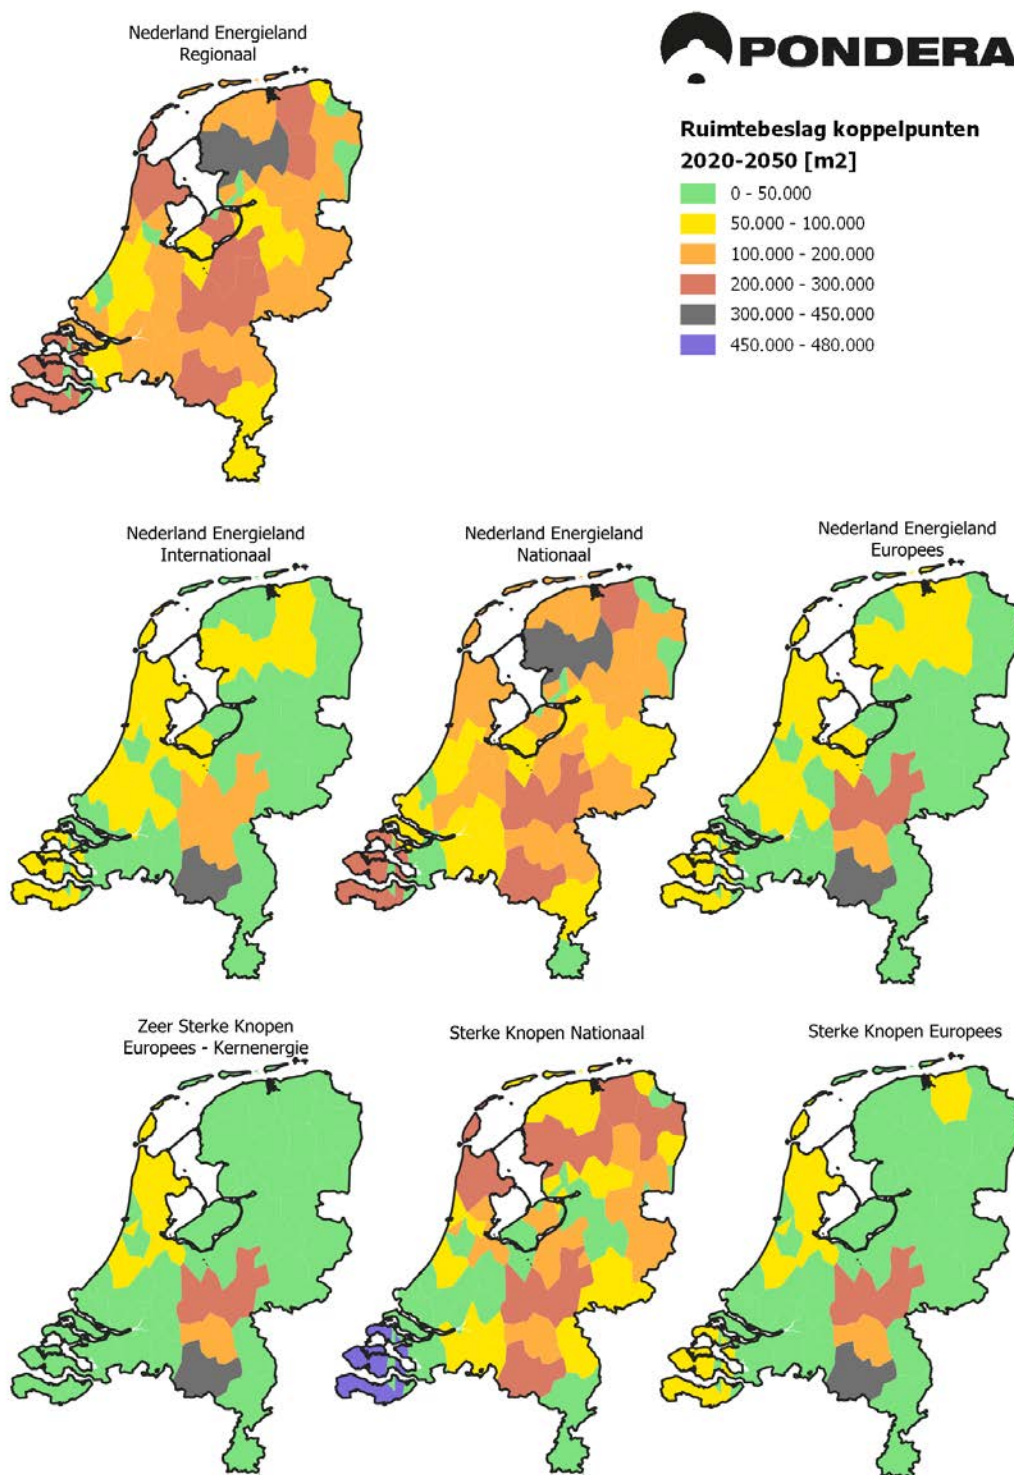 Nederland Energieland
Regionaal
PONDERA
Ruimtebeslag koppelpunten
2020-2050 [m2]
0 - 50.000
50.000 - 100.000
100.000 - 200.000
200.000 - 300.000
300.000 - 450.000
450.000 - 480.000
Nederland Energieland
Internationaal
Nederland Energieland
Nationaal
Nederland Energieland
Europees
Zeer Sterke Knopen
Europees - Kernenergie
Sterke Knopen Nationaal
Sterke Knopen Europees